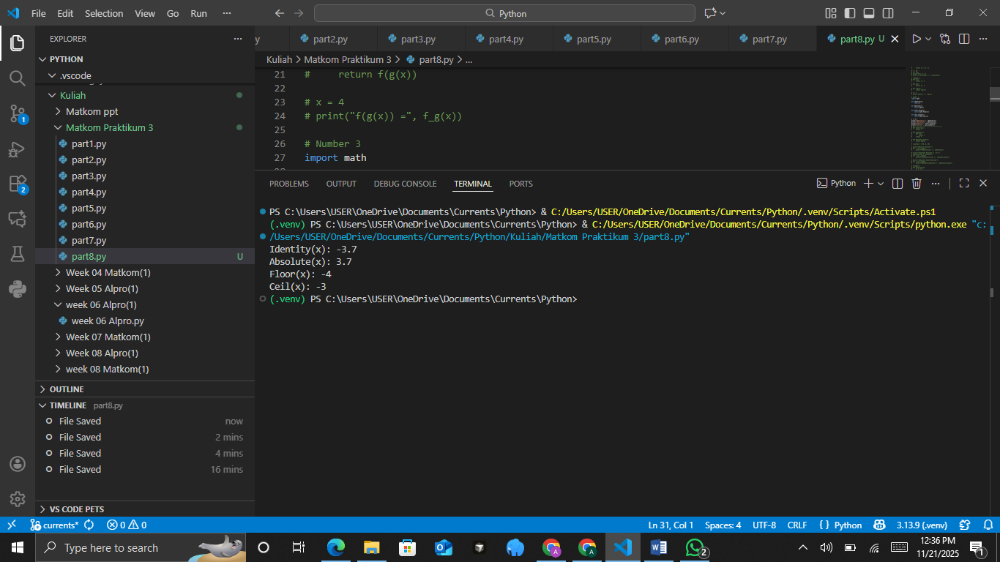 File Edit Selection View Go Run ···
Python
EXPLORER ···
PYTHON
.vscode
Kuliah
Matkom ppt
Matkom Praktikum 3
part1.py
part2.py
part3.py
part4.py
part5.py
part6.py
part7.py
part8.py U
Week 04 Matkom(1)
Week 05 Alpro(1)
week 06 Alpro(1)
week 06 Alpro.py
Week 07 Matkom(1)
Week 08 Alpro(1)
week 08 Matkom(1)
OUTLINE
TIMELINE part8.py
File Saved now
File Saved 2 mins
File Saved 4 mins
File Saved 16 mins
VS CODE PETS
1
2
y part2.py part3.py part4.py part5.py part6.py part7.py part8.py U
Kuliah > Matkom Praktikum 3 > part8.py > ...
21 #     return f(g(x))
22
23 # x = 4
24 # print("f(g(x)) =", f_g(x))
25
26 # Number 3
27 import math
PROBLEMS OUTPUT DEBUG CONSOLE TERMINAL PORTS Python
PS C:\Users\USER\OneDrive\Documents\Currents\Python> & C:/Users/USER/OneDrive/Documents/Currents/Python/.venv/Scripts/Activate.ps1
(.venv) PS C:\Users\USER\OneDrive\Documents\Currents\Python> & C:/Users/USER/OneDrive/Documents/Currents/Python/.venv/Scripts/python.exe "c:
/Users/USER/OneDrive/Documents/Currents/Python/Kuliah/Matkom Praktikum 3/part8.py"
Identity(x): -3.7
Absolute(x): 3.7
Floor(x): -4
Ceil(x): -3
(.venv) PS C:\Users\USER\OneDrive\Documents\Currents\Python>
currents* 0 0 Ln 31, Col 1 Spaces: 4 UTF-8 CRLF { } Python 3.13.9 (.venv)
Type here to search
A A W 2
12:36 PM
11/21/2025
1